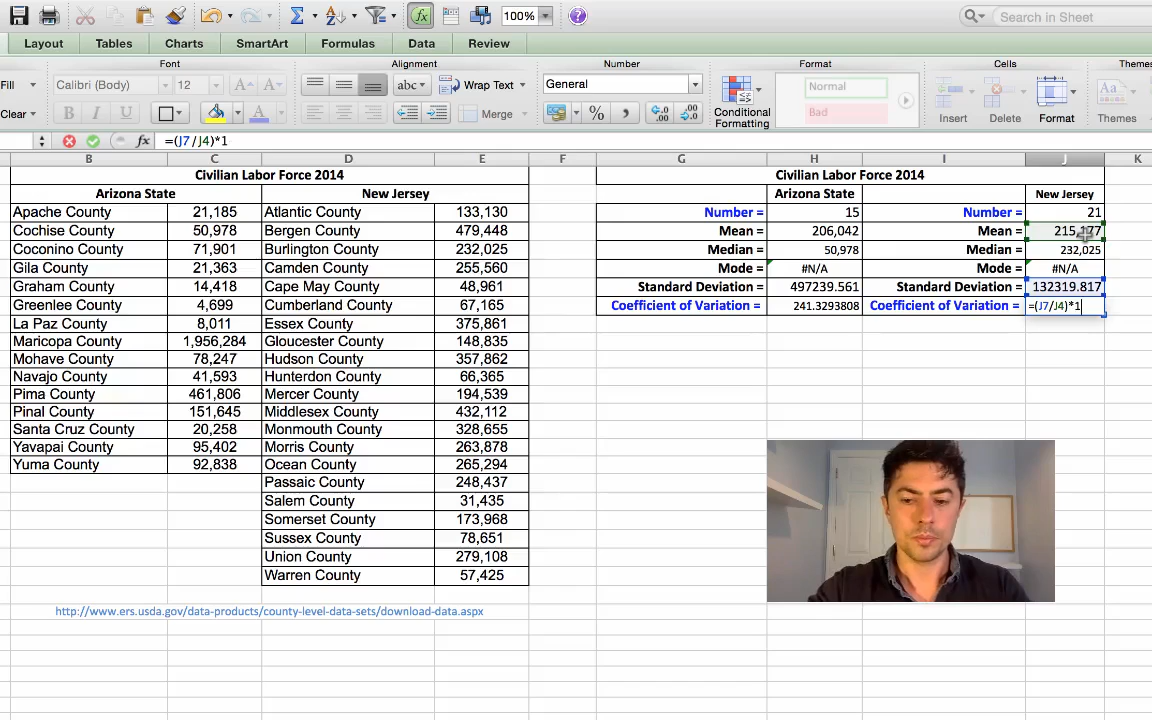 100%
Search in Sheet
Layout Tables Charts SmartArt Formulas Data Review
Font Alignment Number Format Cells Themes
Fill Calibri (Body) 12 A A abc Wrap Text General Normal Aa
Clear B I U A Merge % Conditional Formatting Bad Insert Delete Format Themes
fx =(J7/J4)*1
B C D E F G H I J K
Civilian Labor Force 2014 Civilian Labor Force 2014
Arizona State New Jersey Arizona State New Jersey
Apache County 21,185 Atlantic County 133,130 Number = 15 Number = 21
Cochise County 50,978 Bergen County 479,448 Mean = 206,042 Mean =
Coconino County 71,901 Burlington County 232,025 Median = 50,978 Median = 232,025
Gila County 21,363 Camden County 255,560 Mode = #N/A Mode = #N/A
Graham County 14,418 Cape May County 48,961 Standard Deviation = 497239.561 Standard Deviation = 132319.817
Greenlee County 4,699 Cumberland County 67,165 Coefficient of Variation = 241.3293808 Coefficient of Variation = =(J7/J4)*1
La Paz County 8,011 Essex County 375,861
Maricopa County 1,956,284 Gloucester County 148,835
Mohave County 78,247 Hudson County 357,862
Navajo County 41,593 Hunterdon County 66,365
Pima County 461,806 Mercer County 194,539
Pinal County 151,645 Middlesex County 432,112
Santa Cruz County 20,258 Monmouth County 328,655
Yavapai County 95,402 Morris County 263,878
Yuma County 92,838 Ocean County 265,294
Passaic County 248,437
Salem County 31,435
Somerset County 173,968
Sussex County 78,651
Union County 279,108
Warren County 57,425
http://www.ers.usda.gov/data-products/county-level-data-sets/download-data.aspx